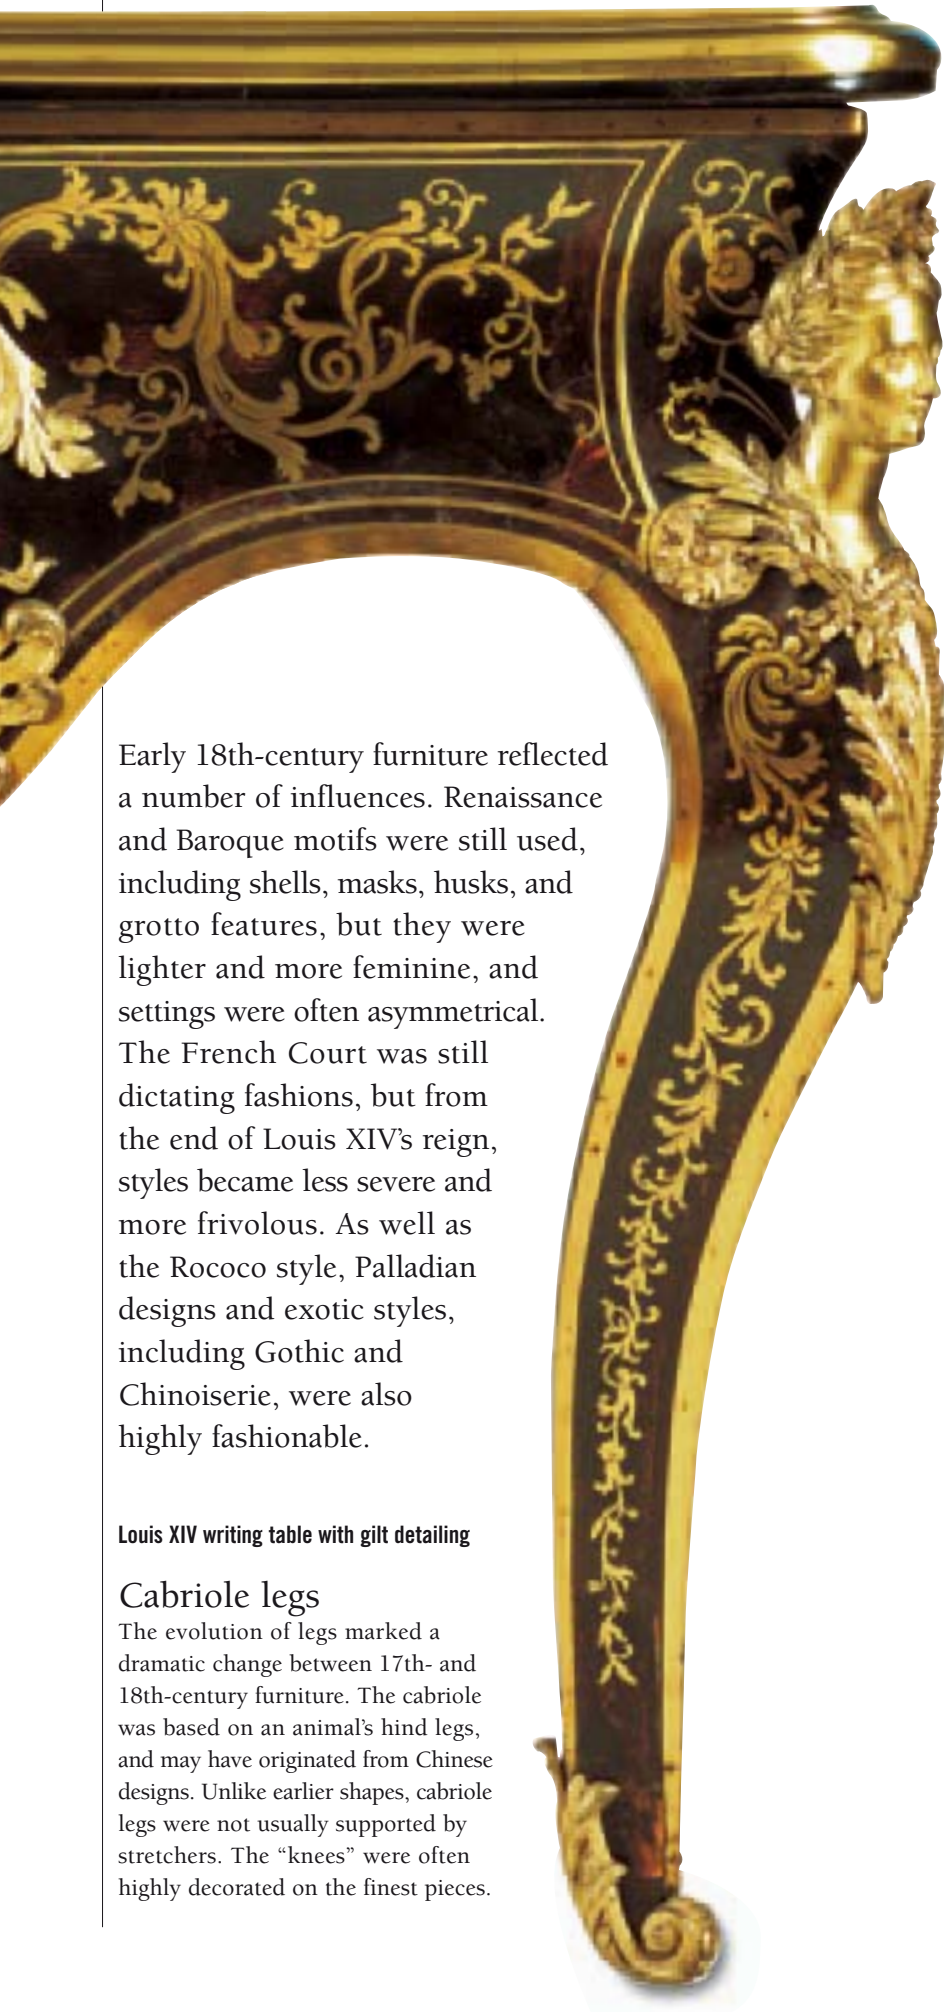 Early 18th-century furniture reflected
a number of influences. Renaissance
and Baroque motifs were still used,
including shells, masks, husks, and
grotto features, but they were
lighter and more feminine, and
settings were often asymmetrical.
The French Court was still
dictating fashions, but from
the end of Louis XIV’s reign,
styles became less severe and
more frivolous. As well as
the Rococo style, Palladian
designs and exotic styles,
including Gothic and
Chinoiserie, were also
highly fashionable.
Louis XIV writing table with gilt detailing
Cabriole legs
The evolution of legs marked a
dramatic change between 17th- and
18th-century furniture. The cabriole
was based on an animal’s hind legs,
and may have originated from Chinese
designs. Unlike earlier shapes, cabriole
legs were not usually supported by
stretchers. The “knees” were often
highly decorated on the finest pieces.